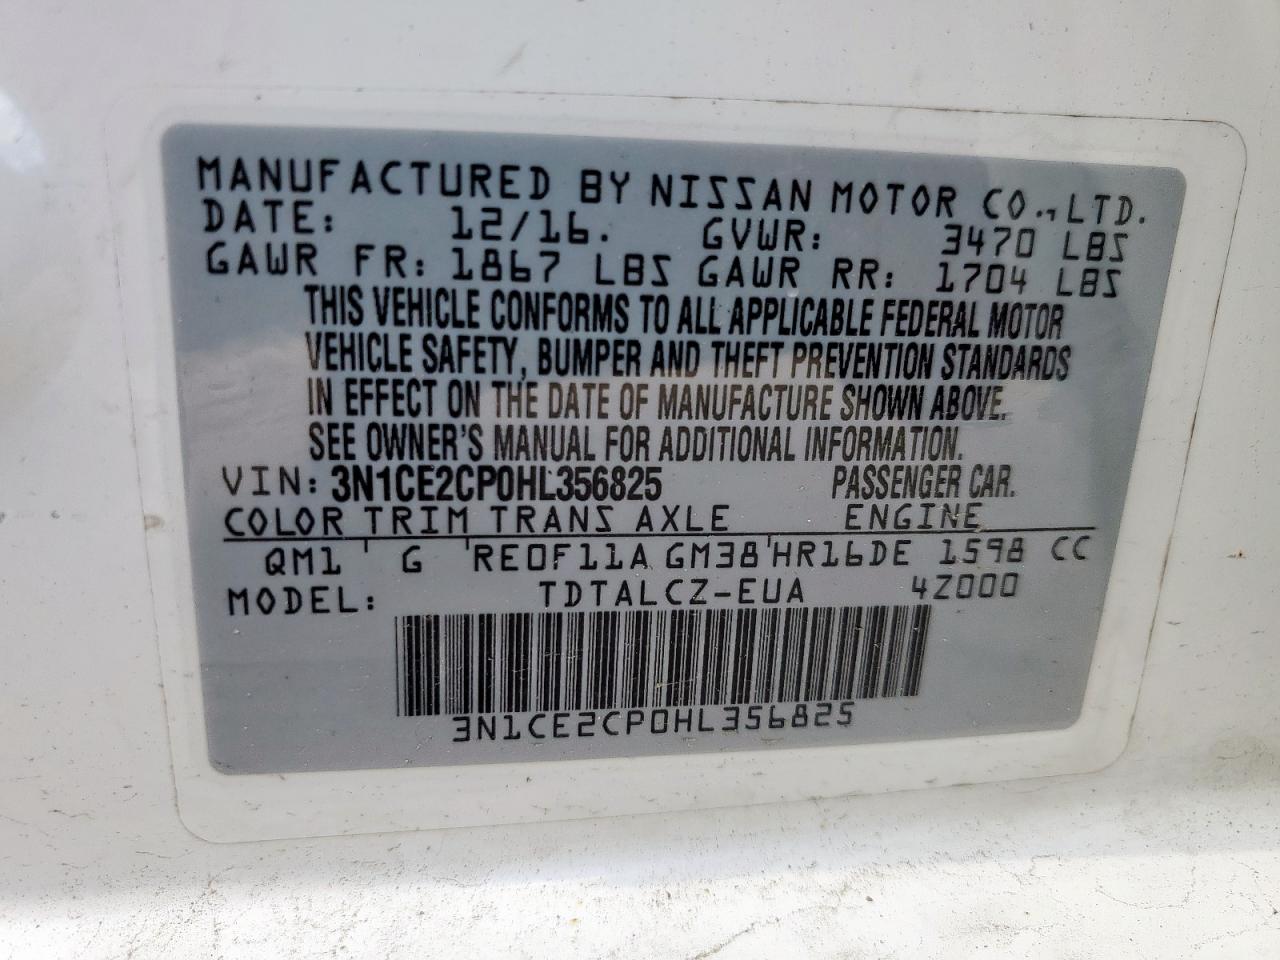 MANUFACTURED BY NISSAN MOTOR CO., LTD.
DATE: 12/16. GVWR: 3470 LBS
GAWR FR: 1867 LBS GAWR RR: 1704 LBS
THIS VEHICLE CONFORMS TO ALL APPLICABLE FEDERAL MOTOR
VEHICLE SAFETY, BUMPER AND THEFT PREVENTION STANDARDS
IN EFFECT ON THE DATE OF MANUFACTURE SHOWN ABOVE.
SEE OWNER'S MANUAL FOR ADDITIONAL INFORMATION.
VIN: 3N1CE2CP0HL356825 PASSENGER CAR.
COLOR TRIM TRANS AXLE ENGINE
QM1 ' G ' RE0F11A GM38 ' HR16DE 1598 CC
MODEL: TDTALCZ-EUA 4Z000
3N1CE2CP0HL356825